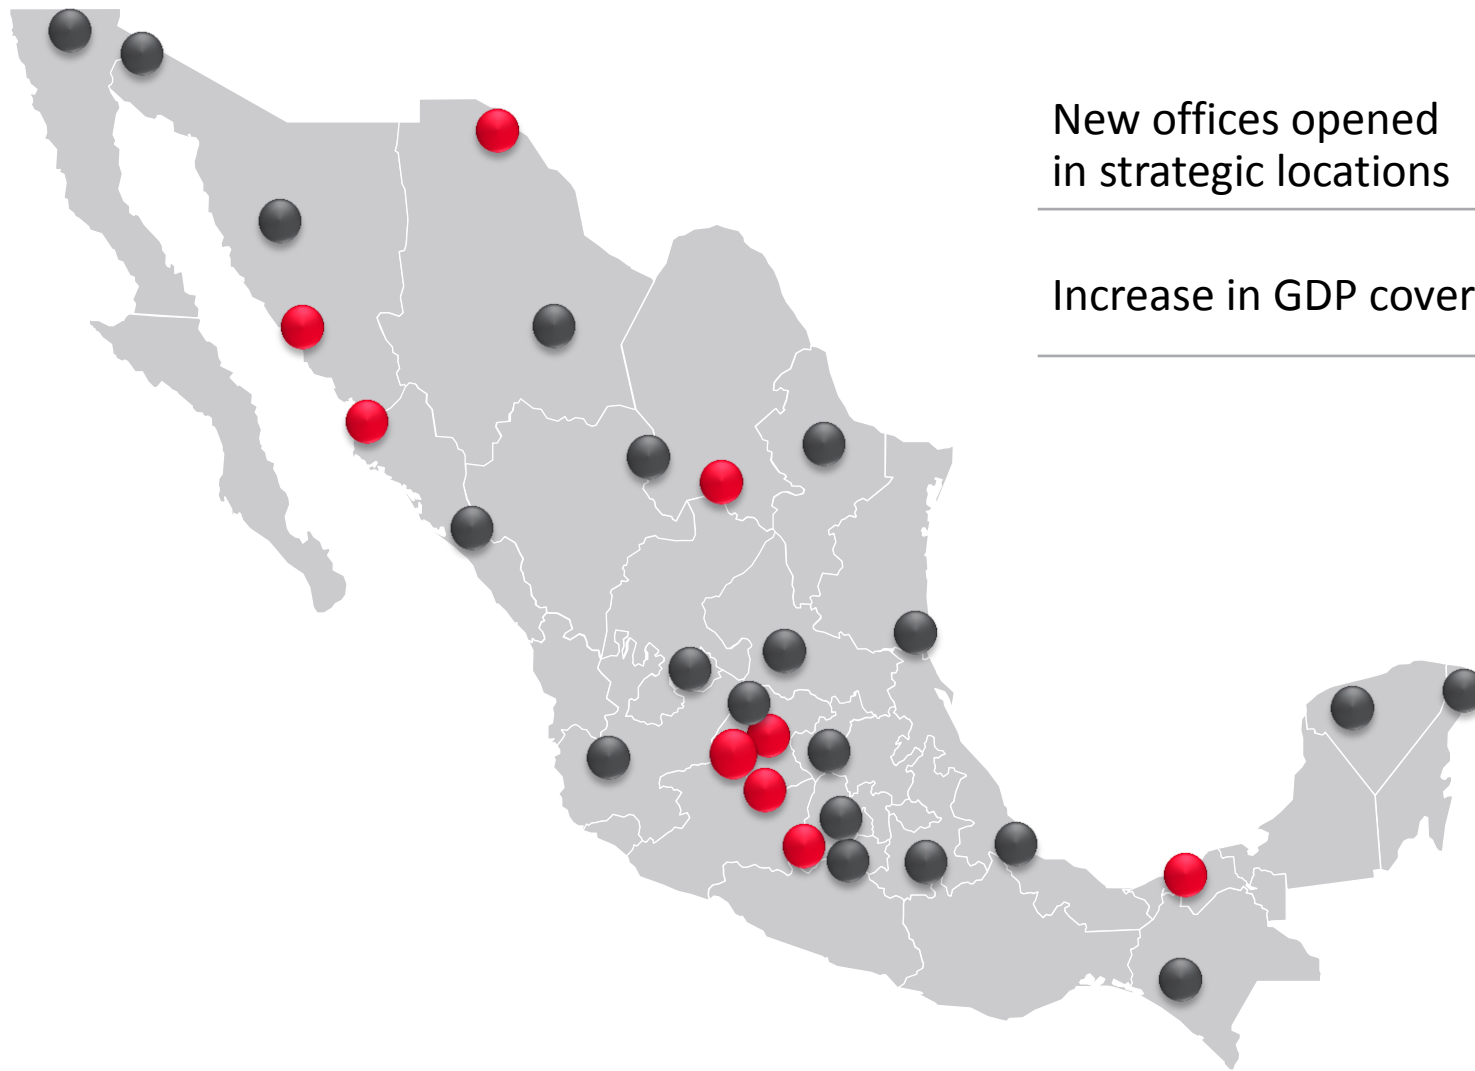 New offices opened
in strategic locations
Increase in GDP cover